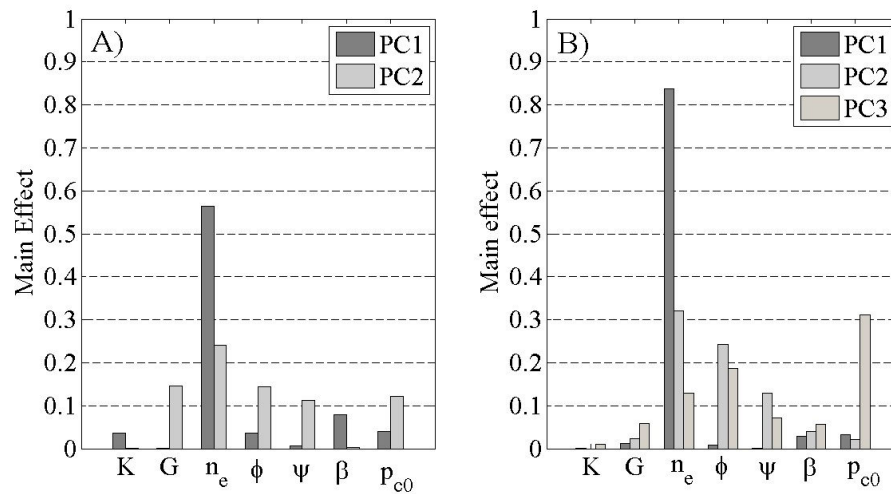 A)
PC1
PC2
Main Effect
1
0.9
0.8
0.7
0.6
0.5
0.4
0.3
0.2
0.1
0
K G n_e ϕ ψ β p_c0
B)
PC1
PC2
PC3
Main effect
1
0.9
0.8
0.7
0.6
0.5
0.4
0.3
0.2
0.1
0
K G n_e ϕ ψ β p_c0